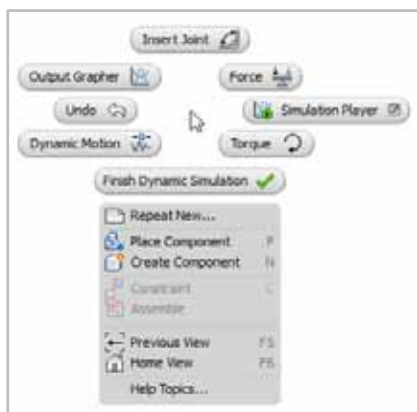 Insert Joint
Output Grapher
Force
Undo
Simulation Player
Dynamic Motion
Torque
Finish Dynamic Simulation
Repeat New...
Place Component P
Create Component N
Constraint C
Assemble
Previous View F5
Home View F6
Help Topics...